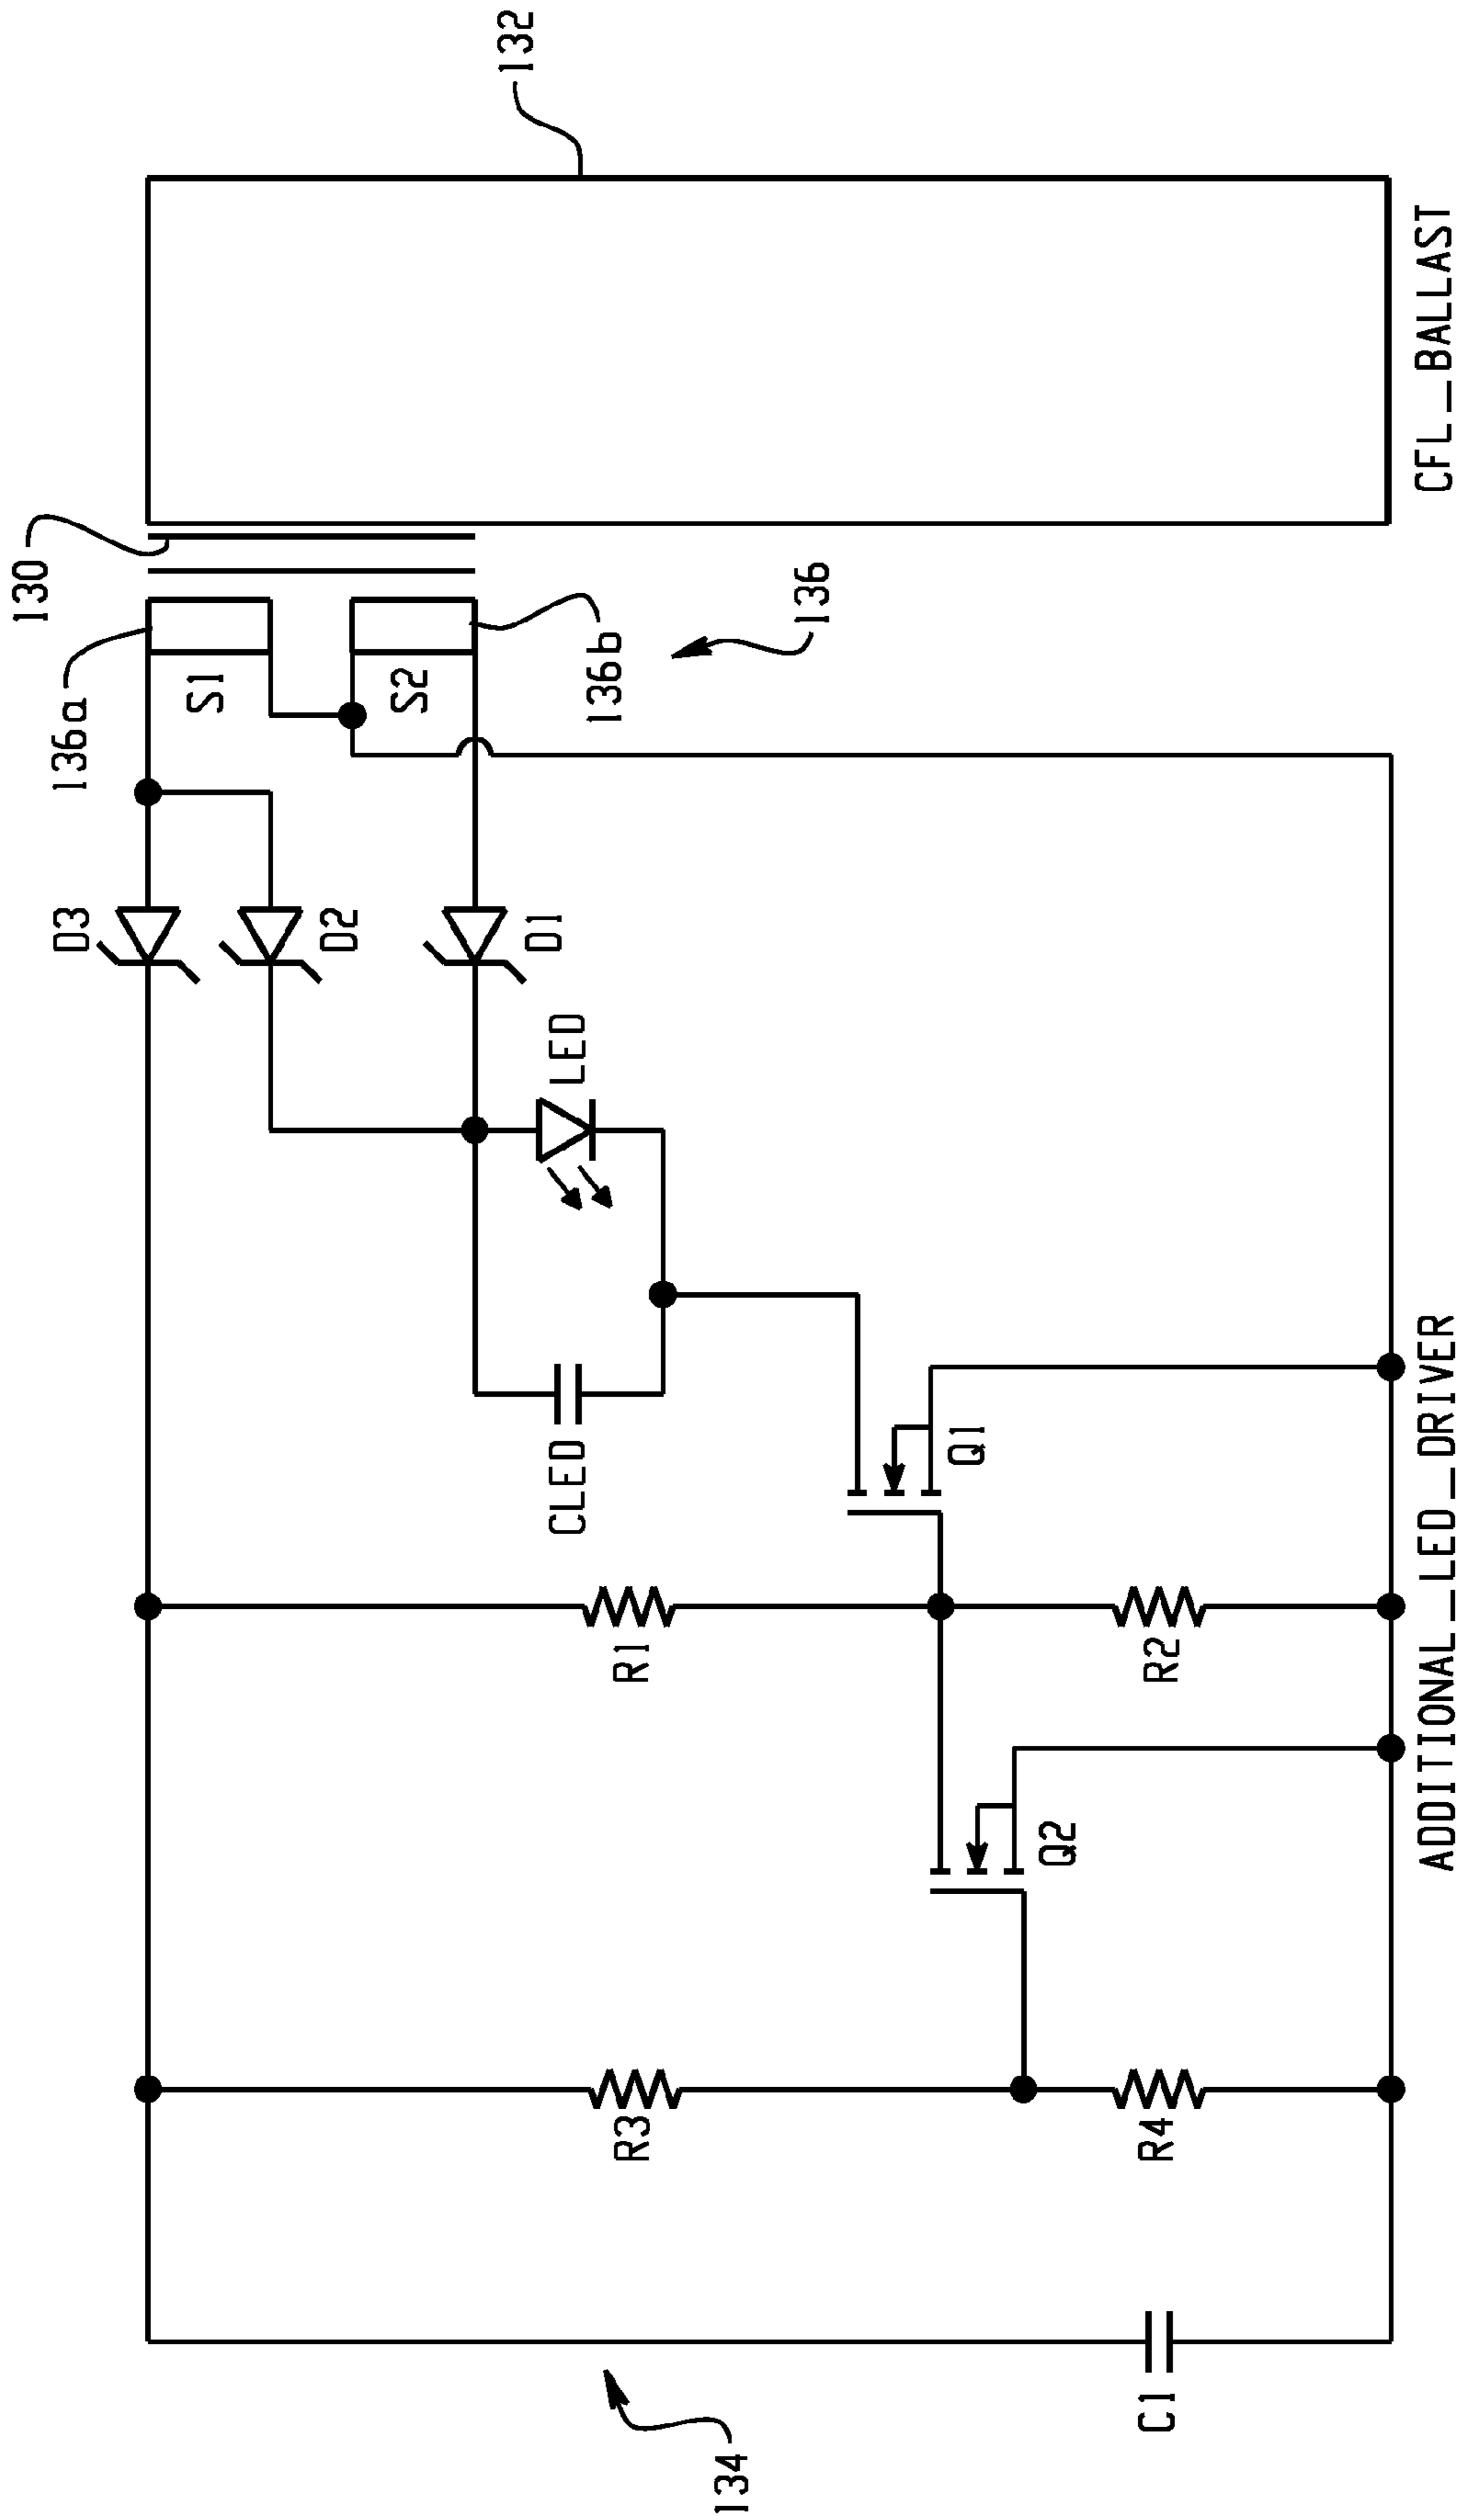 134
C1
R3
R4
Q2
R1
R2
CLED
Q1
LED
D3
D2
D1
136a
S1
S2
136b
136
130
132
ADDITIONAL_LED_DRIVER
CFL_BALLAST